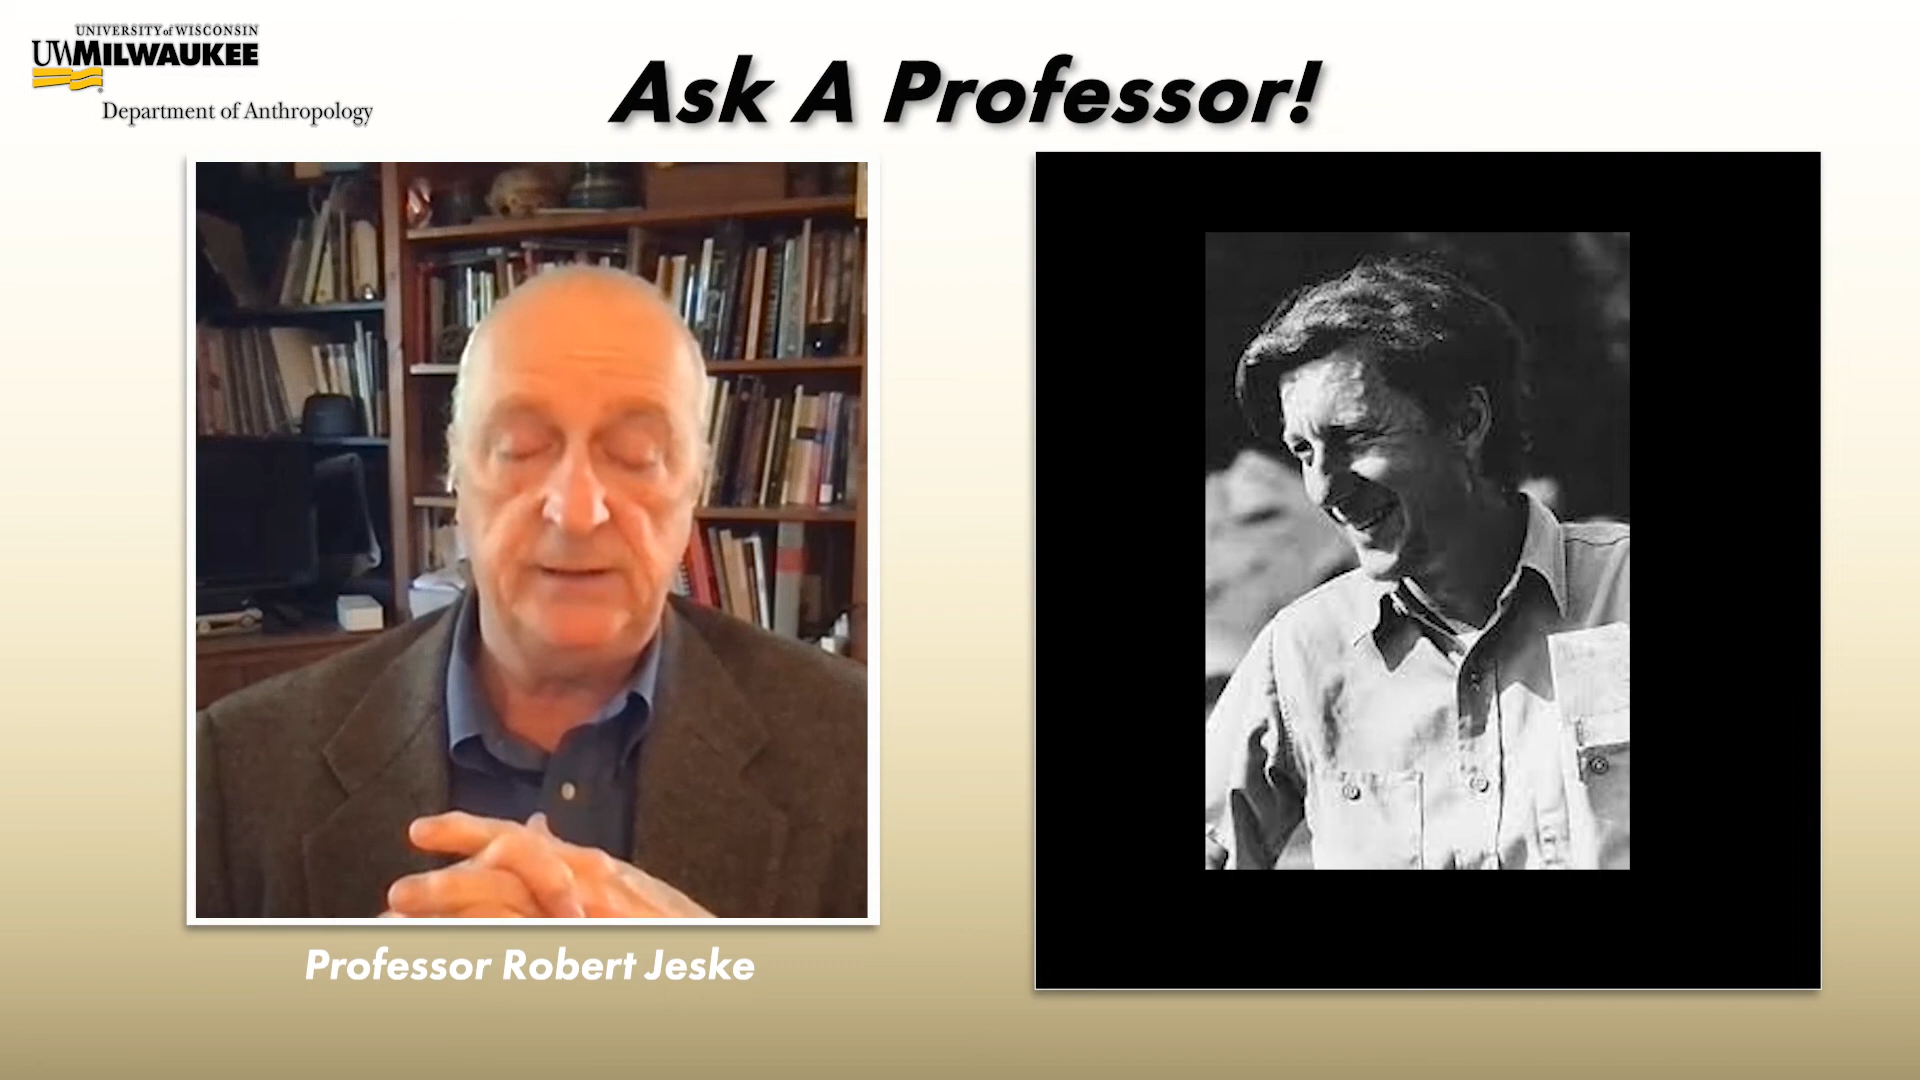 UNIVERSITY of WISCONSIN
UWMILWAUKEE
Department of Anthropology
Ask A Professor!
Professor Robert Jeske